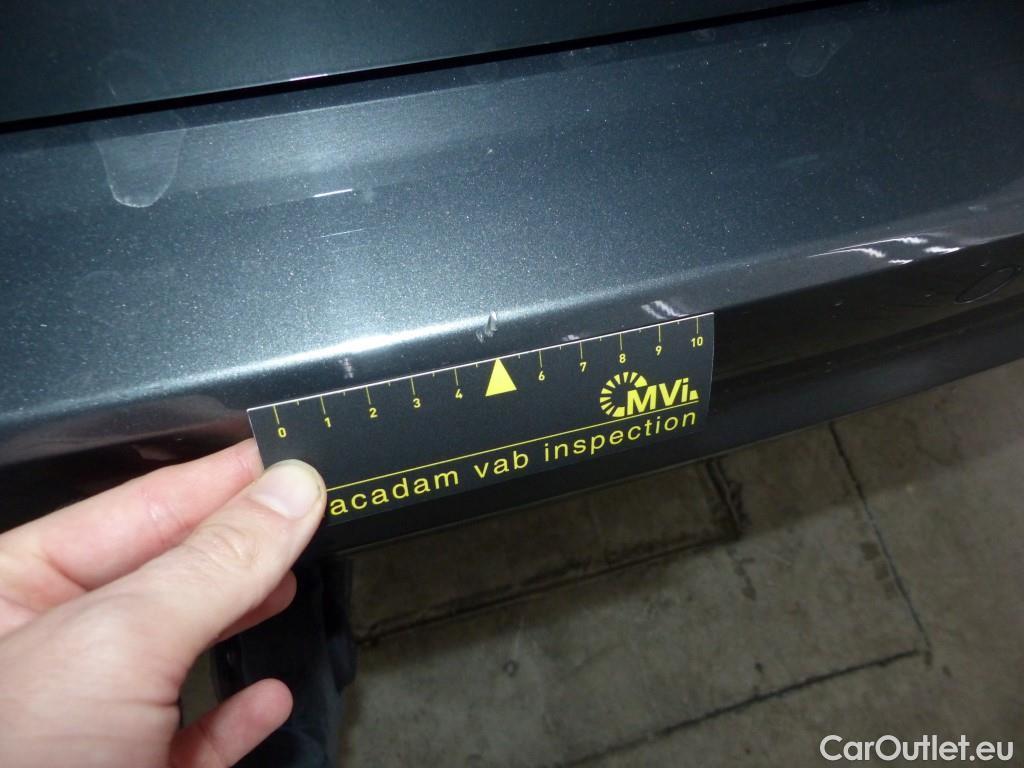 0 1 2 3 4 6 7 8 9 10
MVi
acadam vab inspection
CarOutlet.eu